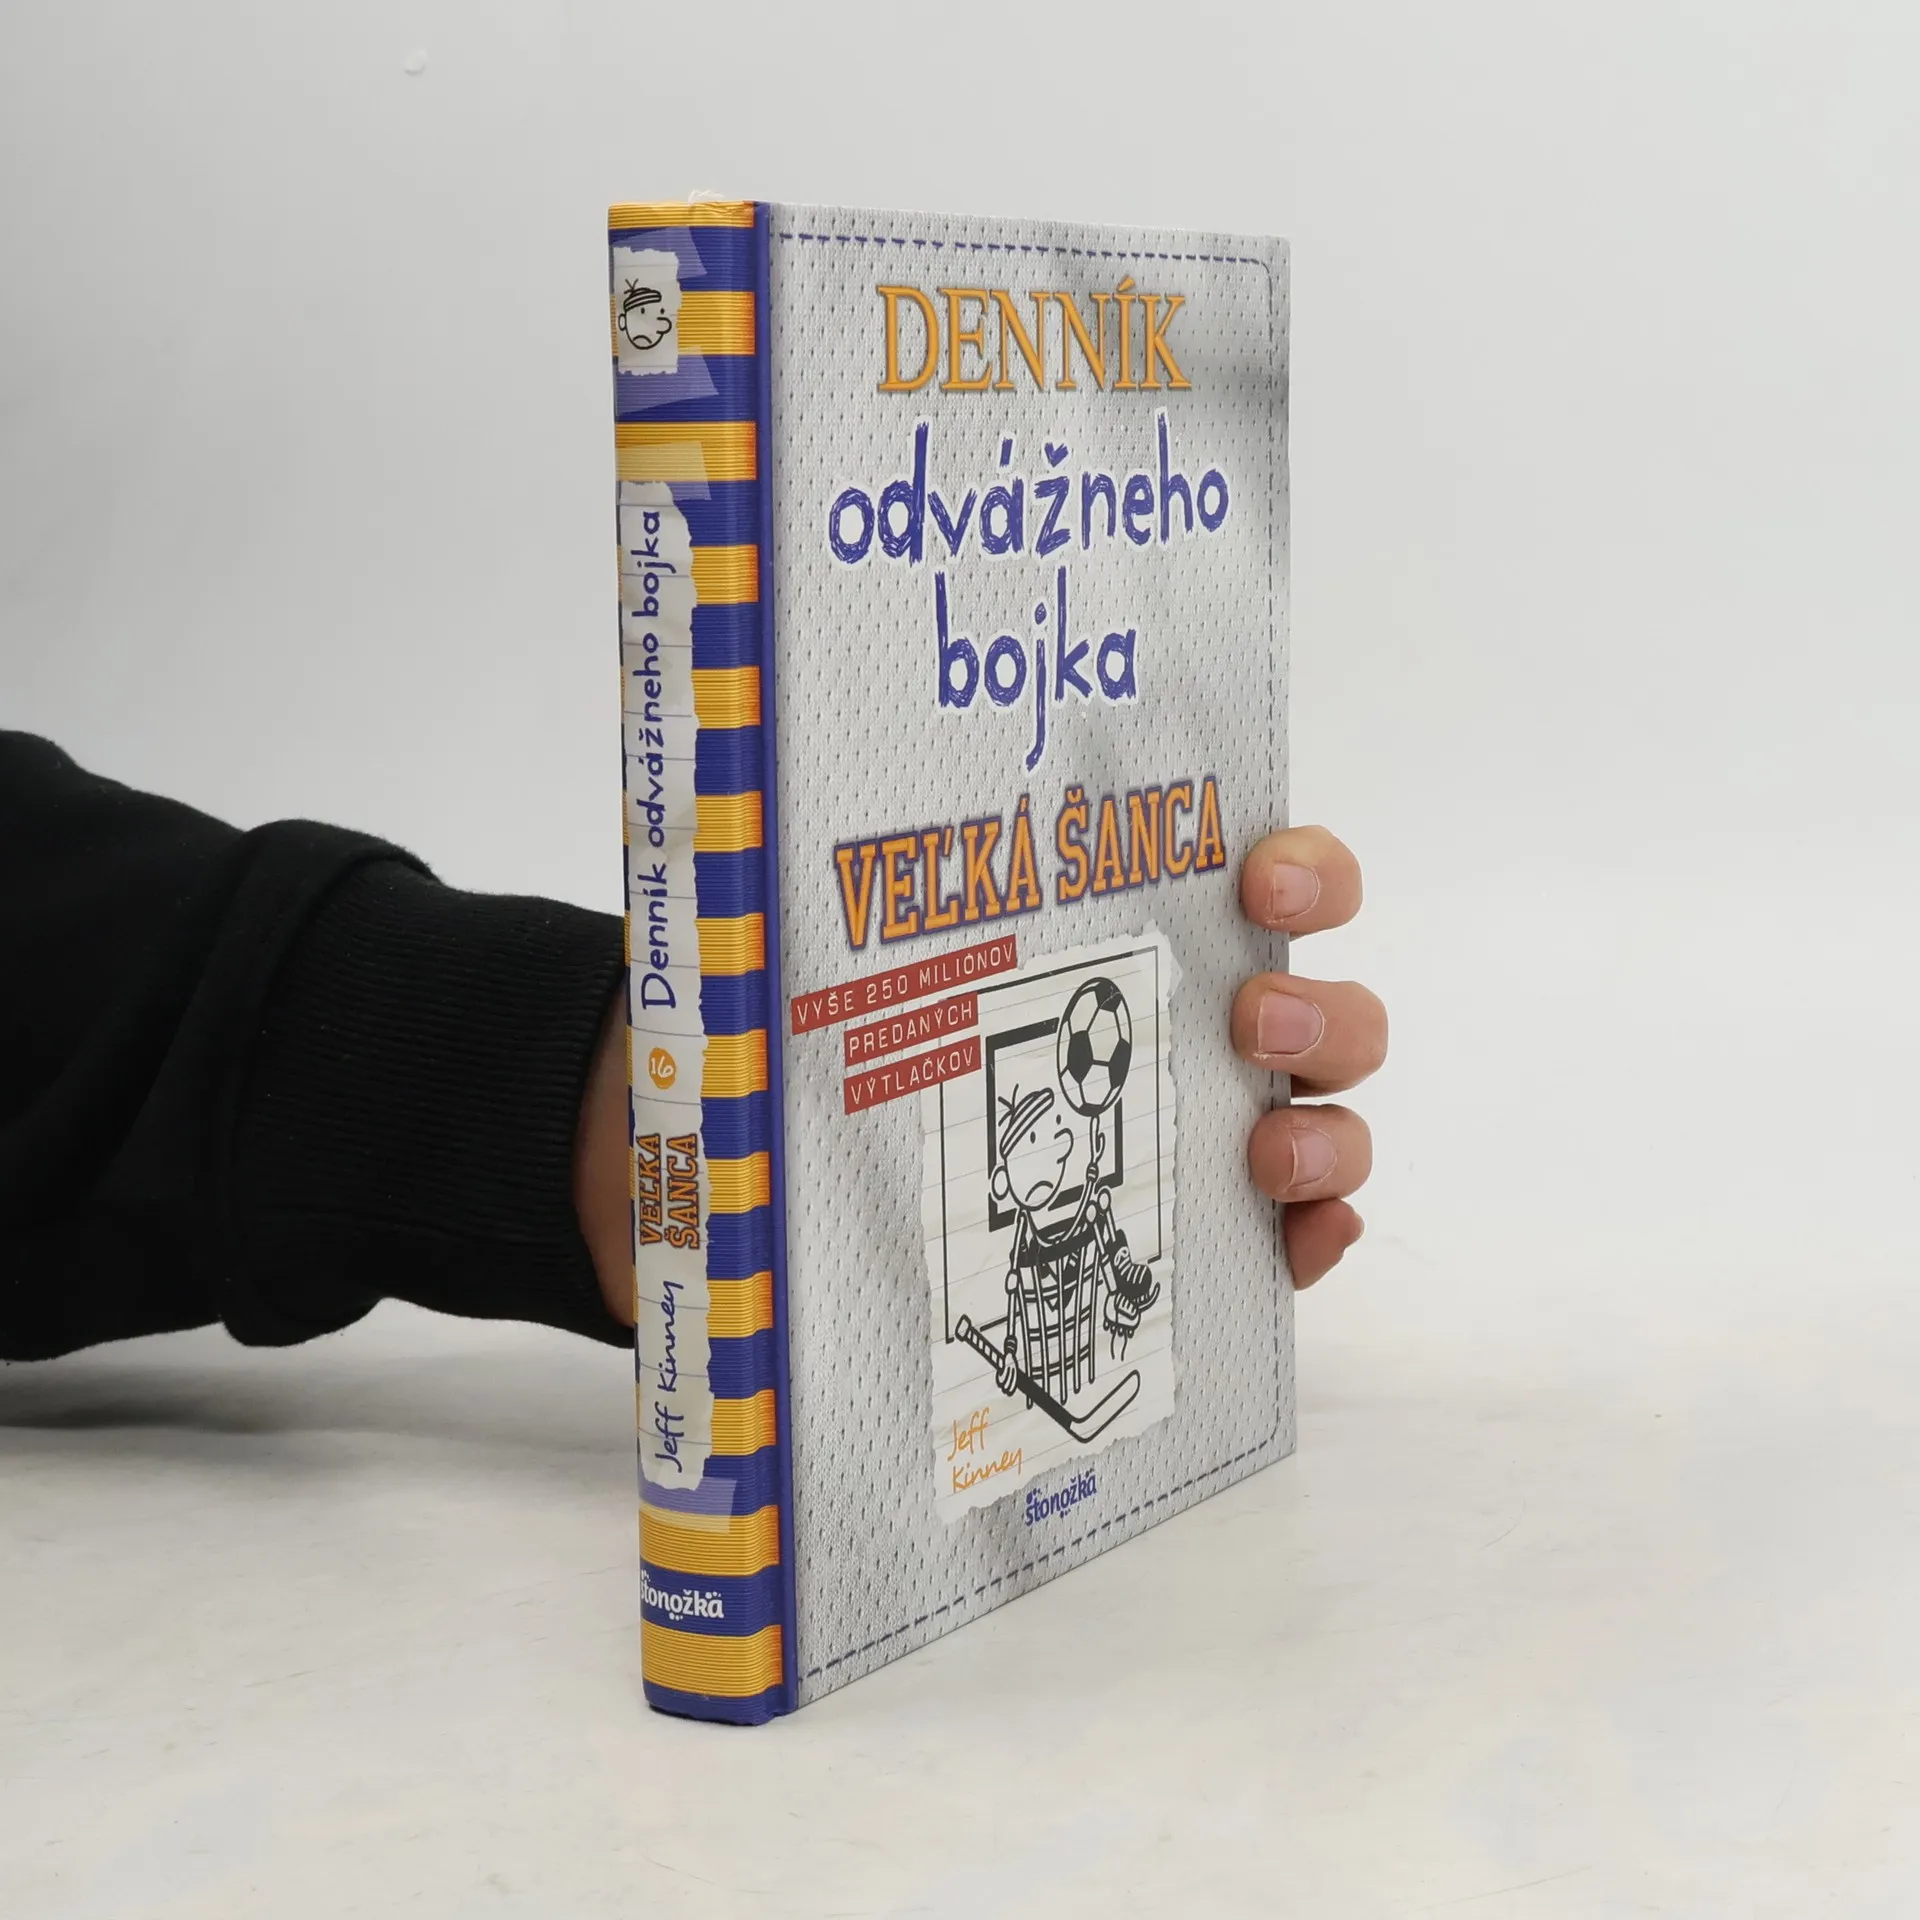 DENNÍK
odvážneho
bojka
VEĽKÁ ŠANCA
VYŠE 250 MILIÓNOV
PREDANÝCH
VÝTLAČKOV
Jeff
Kinney
stonožka
Denník odvážneho bojka
16
VEĽKÁ
ŠANCA
Jeff Kinney
stonožka